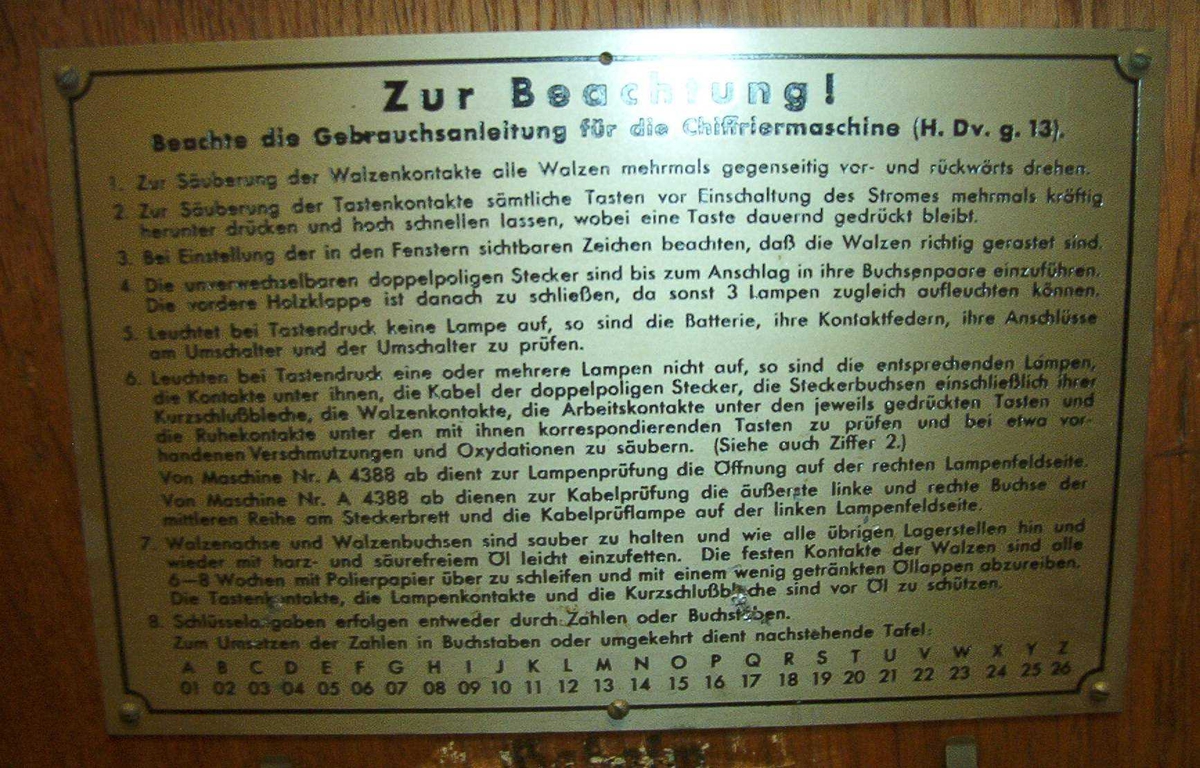 Zur Beachtung!
Beachte die Gebrauchsanleitung für die Chiffriermaschine (H. Dv. g. 13).
1. Zur Säuberung der Walzenkontakte alle Walzen mehrmals gegenseitig vor- und rückwärts drehen.
2. Zur Säuberung der Tastenkontakte sämtliche Tasten vor Einschaltung des Stromes mehrmals kräftig
herunter drücken und hoch schnellen lassen, wobei eine Taste dauernd gedrückt bleibt.
3. Bei Einstellung der in den Fenstern sichtbaren Zeichen beachten, daß die Walzen richtig gerastet sind.
4. Die unverwechselbaren doppelpoligen Stecker sind bis zum Anschlag in ihre Buchsenpaare einzuführen.
Die vordere Holzklappe ist danach zu schließen, da sonst 3 Lampen zugleich aufleuchten können.
5. Leuchtet bei Tastendruck keine Lampe auf, so sind die Batterie, ihre Kontaktfedern, ihre Anschlüsse
am Umschalter und der Umschalter zu prüfen.
6. Leuchten bei Tastendruck eine oder mehrere Lampen nicht auf, so sind die entsprechenden Lampen,
die Kontakte unter ihnen, die Kabel der doppelpoligen Stecker, die Steckerbuchsen einschließlich ihrer
Kurzschlußbleche, die Walzenkontakte, die Arbeitskontakte unter den jeweils gedrückten Tasten und
die Ruhekontakte unter den mit ihnen korrespondierenden Tasten zu prüfen und bei etwa vor-
handenen Verschmutzungen und Oxydationen zu säubern. (Siehe auch Ziffer 2.)
Von Maschine Nr. A 4388 ab dient zur Lampenprüfung die Öffnung auf der rechten Lampenfeldseite.
Von Maschine Nr. A 4388 ab dienen zur Kabelprüfung die äußerste linke und rechte Buchse der
mittleren Reihe am Steckerbrett und die Kabelprüflampe auf der linken Lampenfeldseite.
7. Walzenachse und Walzenbuchsen sind sauber zu halten und wie alle übrigen Lagerstellen hin und
wieder mit harz- und säurefreiem Öl leicht einzufetten. Die festen Kontakte der Walzen sind alle
6—8 Wochen mit Polierpapier über zu schleifen und mit einem wenig getränkten Öllappen abzureiben.
Die Tastenkontakte, die Lampenkontakte und die Kurzschlußbleche sind vor Öl zu schützen.
8. Schlüsselangaben erfolgen entweder durch Zahlen oder Buchstaben.
Zum Umsetzen der Zahlen in Buchstaben oder umgekehrt dient nachstehende Tafel:
A B C D E F G H I J K L M N O P Q R S T U V W X Y Z
01 02 03 04 05 06 07 08 09 10 11 12 13 14 15 16 17 18 19 20 21 22 23 24 25 26